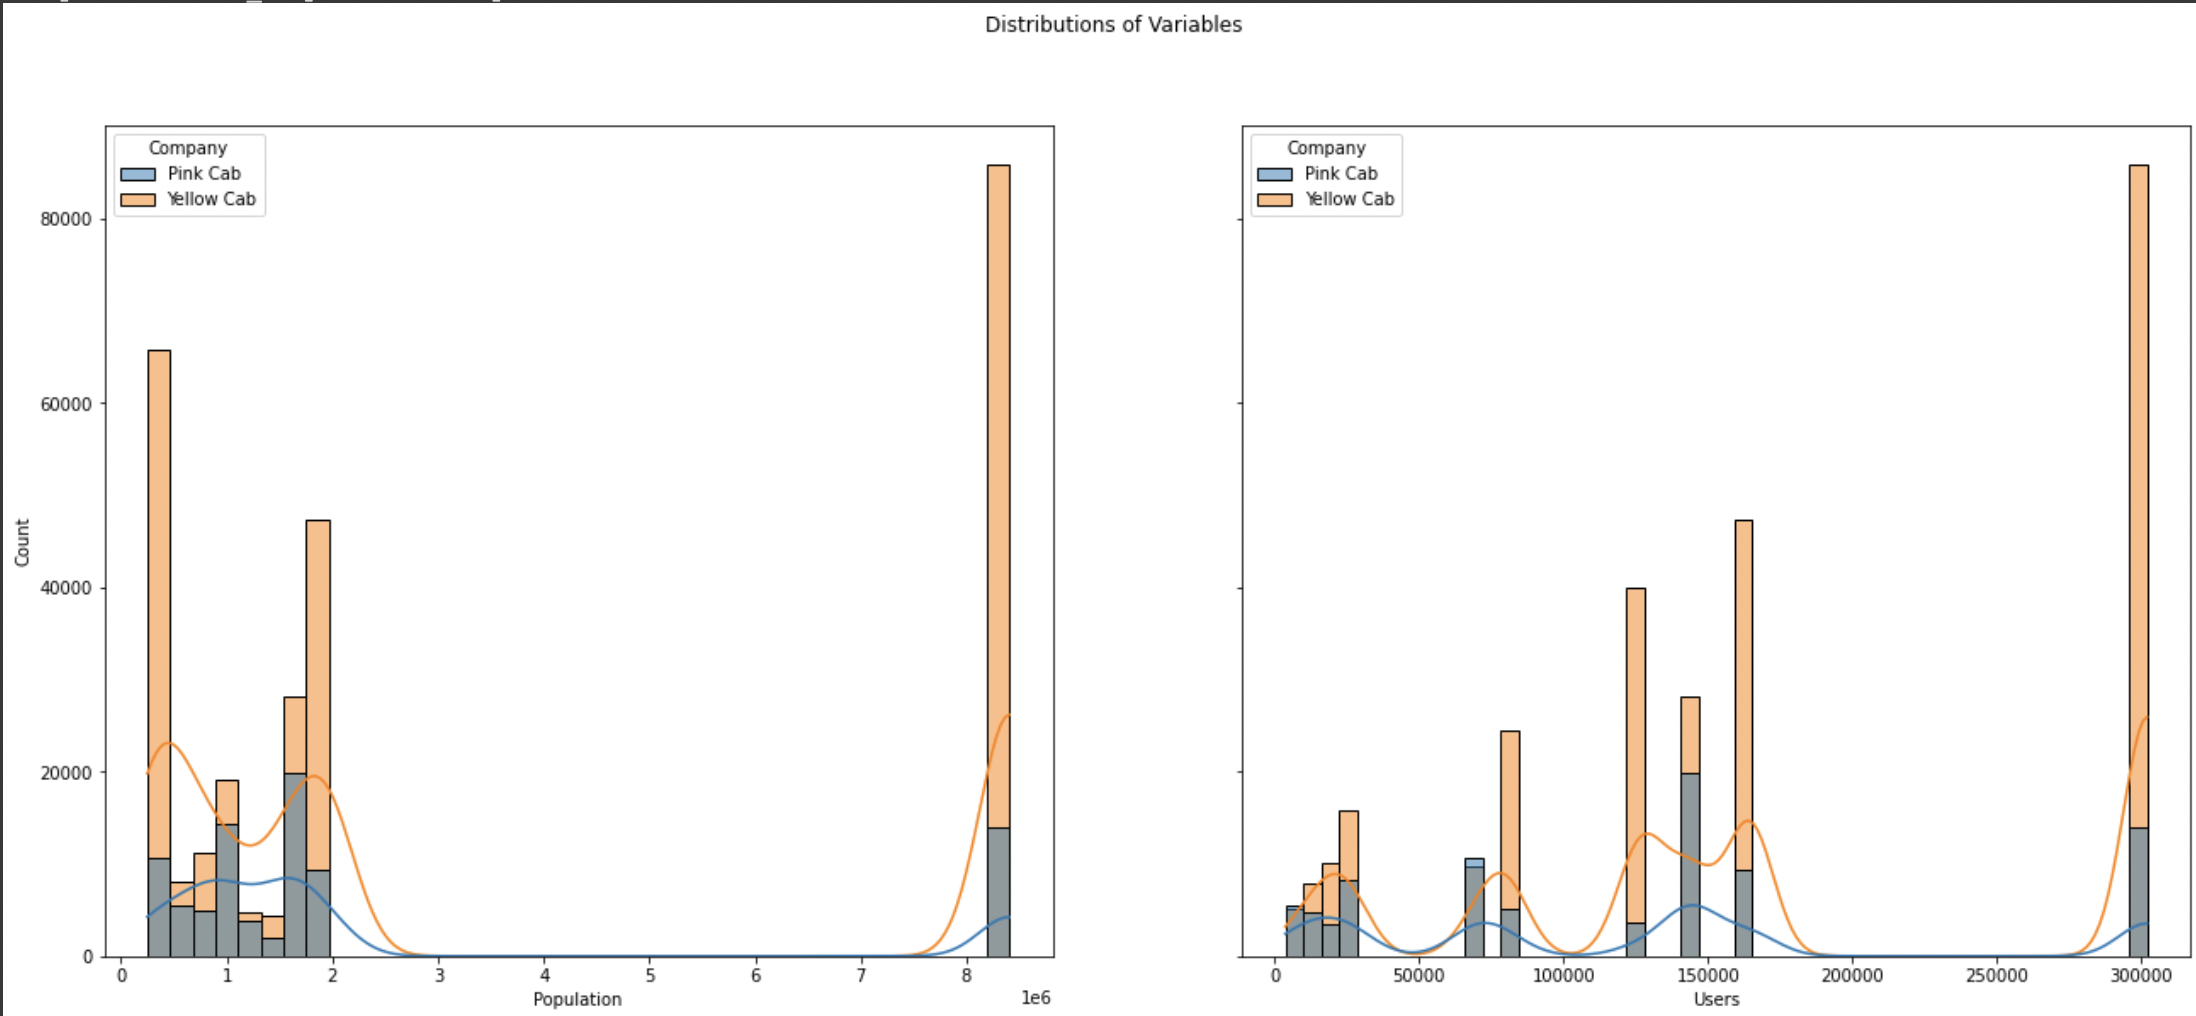 Distributions of Variables
Company
Pink Cab
Yellow Cab
80000
60000
40000
20000
0
Count
0 1 2 3 4 5 6 7 8
1e6
Population
Company
Pink Cab
Yellow Cab
0 50000 100000 150000 200000 250000 300000
Users